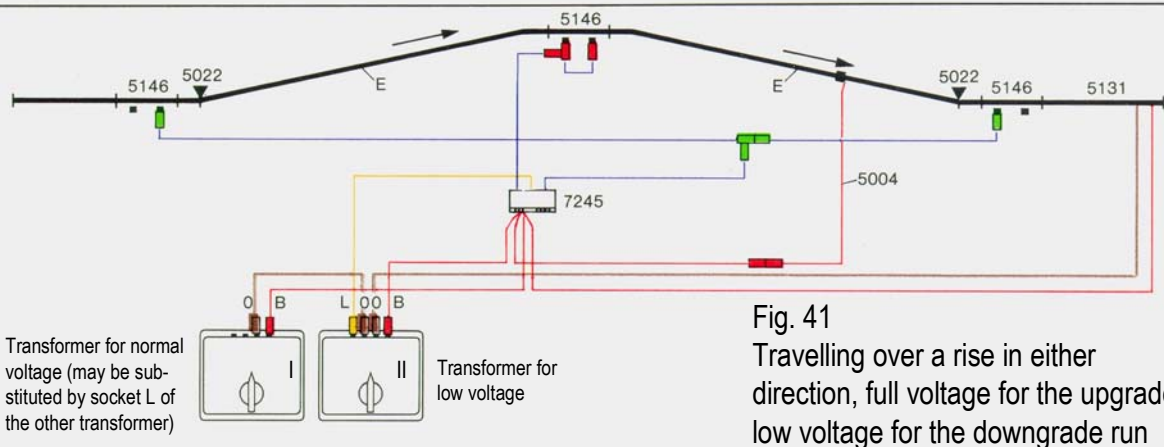 5146
5146
5022
E
E
5022
5146
5131
5004
7245
0 B
L 0 0 B
I
II
Transformer for normal
voltage (may be sub-
stituted by socket L of
the other transformer)
Transformer for
low voltage
Fig. 41
Travelling over a rise in either
direction, full voltage for the upgrade
low voltage for the downgrade run